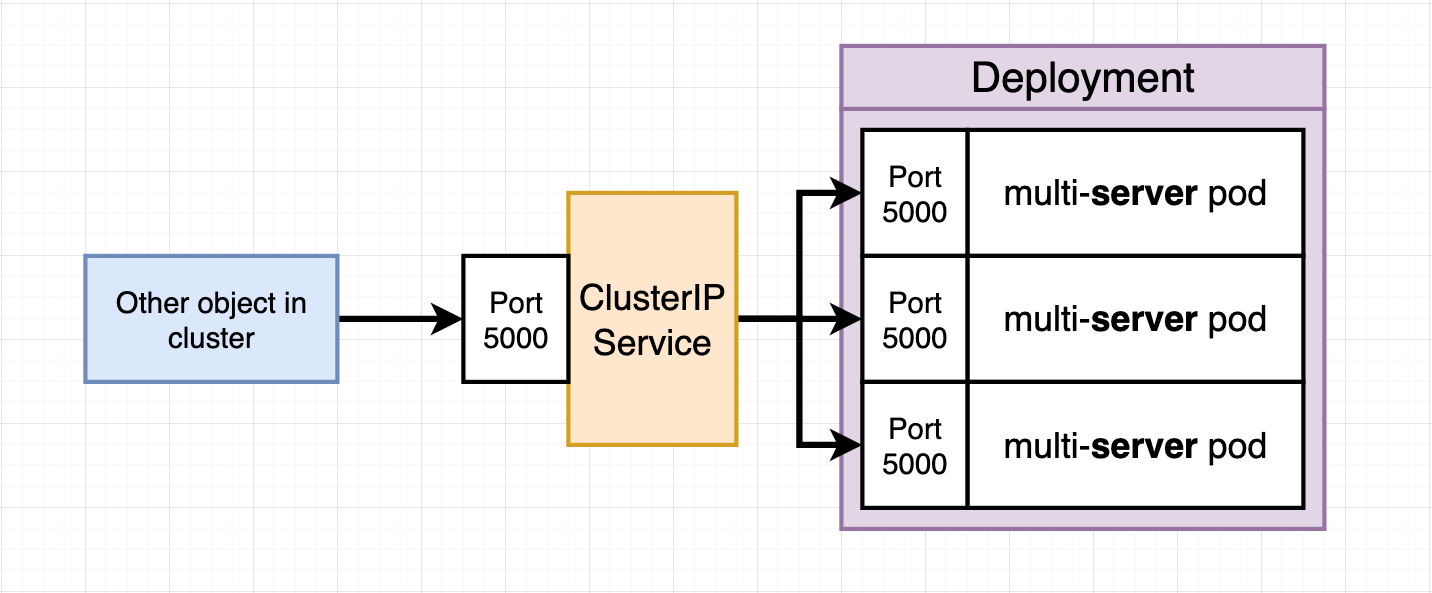 Deployment
Other object in
cluster
Port
5000
ClusterIP
Service
Port
5000
multi-server pod
Port
5000
multi-server pod
Port
5000
multi-server pod